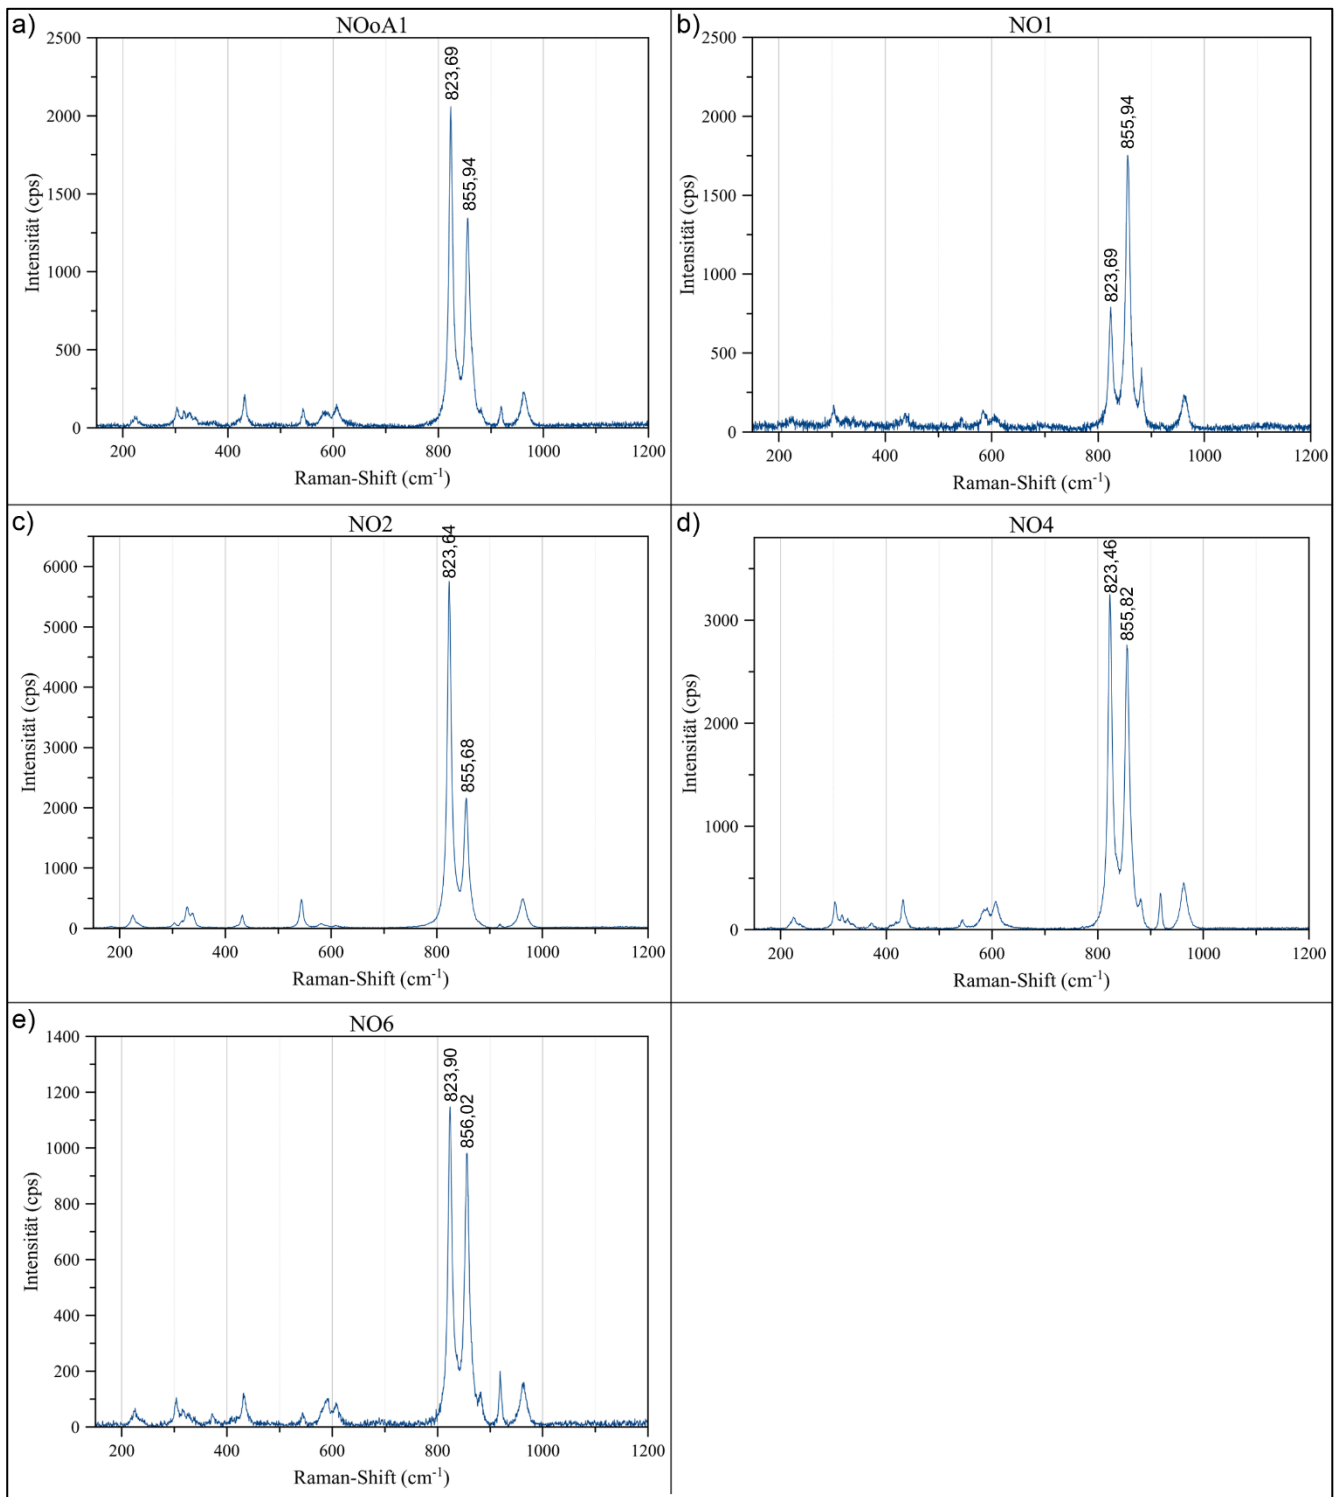 a)
NOoA1
2500
2000
1500
1000
500
0
Intensität (cps)
823,69
855,94
200 400 600 800 1000 1200
Raman-Shift (cm⁻¹)
b)
NO1
2500
2000
1500
1000
500
0
Intensität (cps)
823,69
855,94
200 400 600 800 1000 1200
Raman-Shift (cm⁻¹)
c)
NO2
6000
5000
4000
3000
2000
1000
0
Intensität (cps)
823,64
855,68
200 400 600 800 1000 1200
Raman-Shift (cm⁻¹)
d)
NO4
3000
2000
1000
0
Intensität (cps)
823,46
855,82
200 400 600 800 1000 1200
Raman-Shift (cm⁻¹)
e)
NO6
1400
1200
1000
800
600
400
200
0
Intensität (cps)
823,90
856,02
200 400 600 800 1000 1200
Raman-Shift (cm⁻¹)